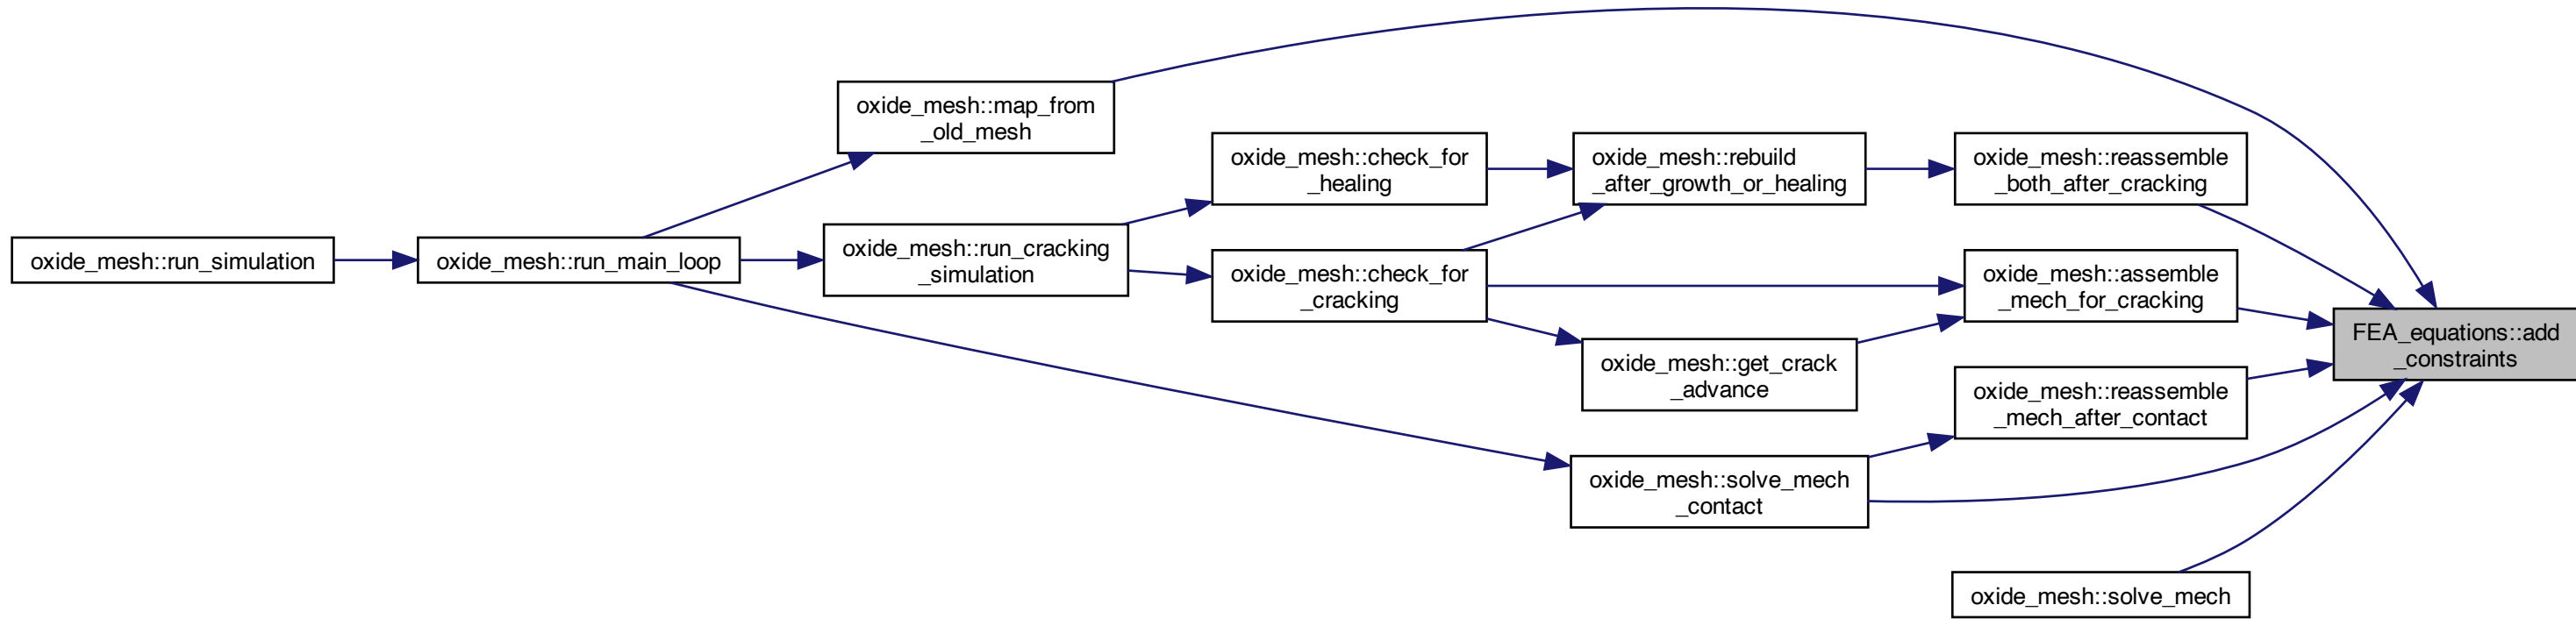 oxide_mesh::map_from
_old_mesh
oxide_mesh::check_for
_healing
oxide_mesh::rebuild
_after_growth_or_healing
oxide_mesh::reassemble
_both_after_cracking
oxide_mesh::run_simulation
oxide_mesh::run_main_loop
oxide_mesh::run_cracking
_simulation
oxide_mesh::check_for
_cracking
oxide_mesh::assemble
_mech_for_cracking
FEA_equations::add
_constraints
oxide_mesh::get_crack
_advance
oxide_mesh::reassemble
_mech_after_contact
oxide_mesh::solve_mech
_contact
oxide_mesh::solve_mech